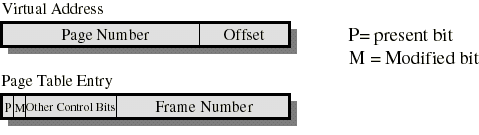 Virtual Address
Page Number Offset
P= present bit
M = Modified bit
Page Table Entry
P M Other Control Bits Frame Number